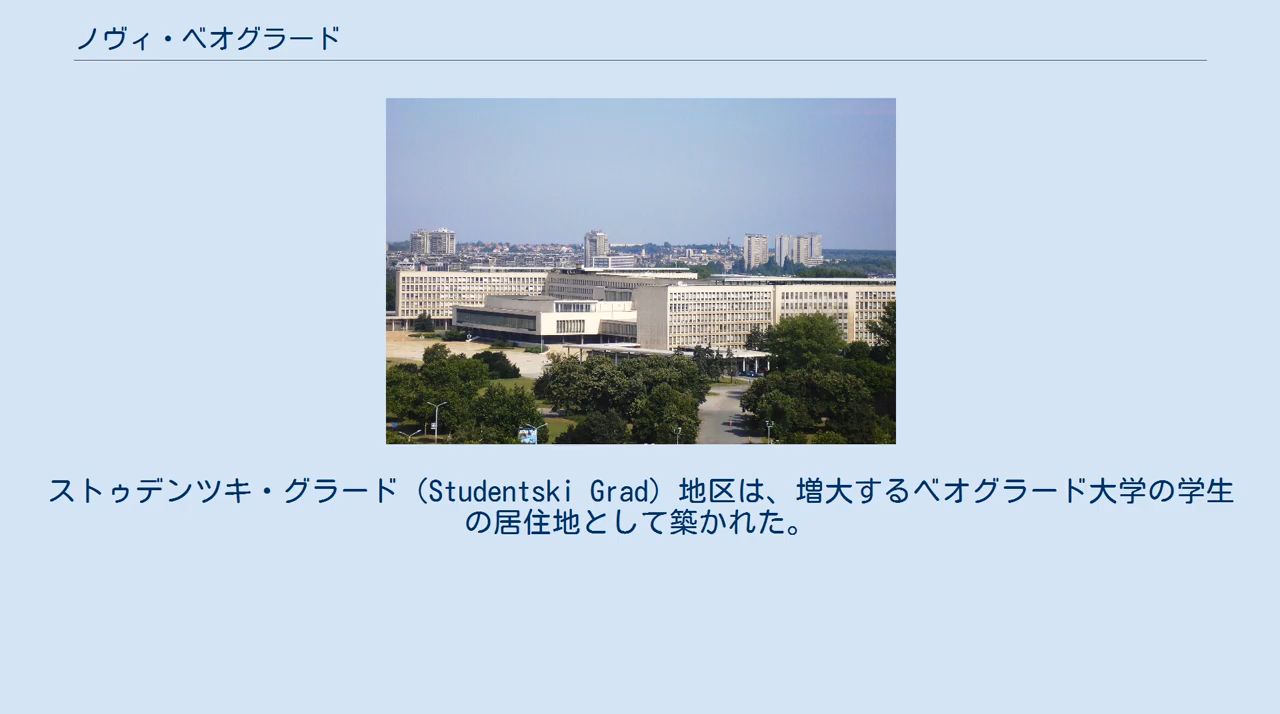 ノヴィ・ベオグラード
ストゥデンツキ・グラード（Studentski Grad）地区は、増大するベオグラード大学の学生
の居住地として築かれた。